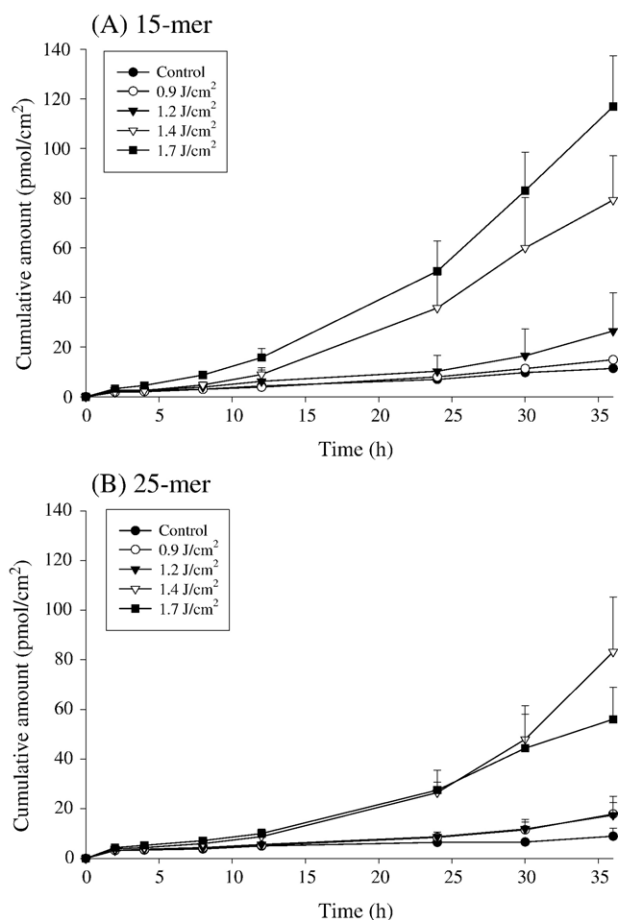 (A) 15-mer
140
120
100
80
60
40
20
0
Cumulative amount (pmol/cm²)
Control
0.9 J/cm²
1.2 J/cm²
1.4 J/cm²
1.7 J/cm²
0 5 10 15 20 25 30 35
Time (h)
(B) 25-mer
140
120
100
80
60
40
20
0
Cumulative amount (pmol/cm²)
Control
0.9 J/cm²
1.2 J/cm²
1.4 J/cm²
1.7 J/cm²
0 5 10 15 20 25 30 35
Time (h)